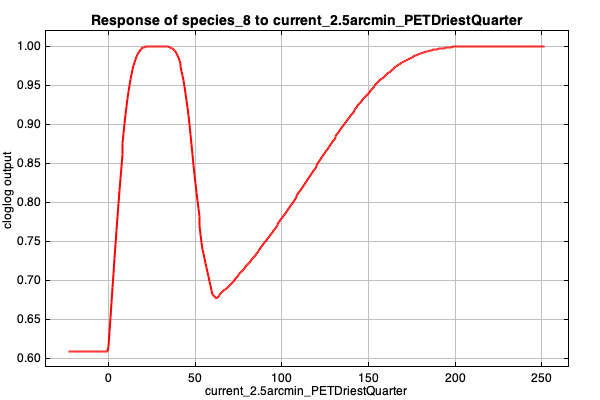 Response of species_8 to current_2.5arcmin_PETDriestQuarter
1.00
0.95
0.90
0.85
0.80
0.75
0.70
0.65
0.60
cloglog output
0 50 100 150 200 250
current_2.5arcmin_PETDriestQuarter